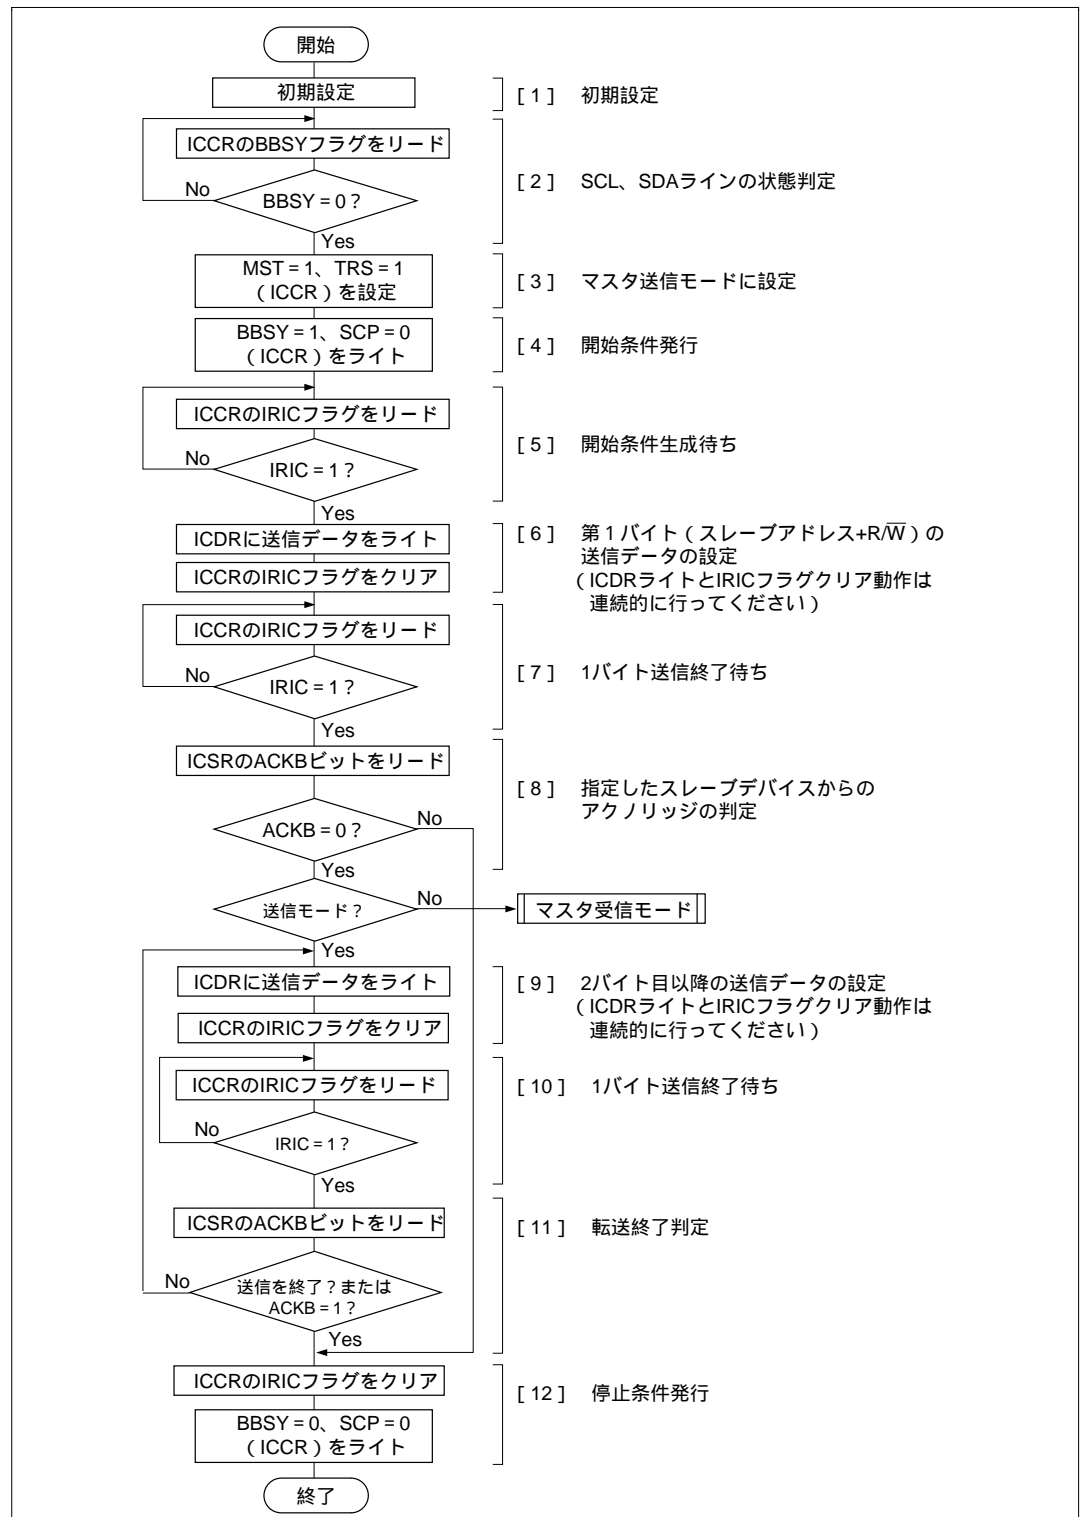 開始
初期設定
[ 1 ] 初期設定
ICCRのBBSYフラグをリード
[ 2 ] SCL、SDAラインの状態判定
No
BBSY = 0 ?
Yes
MST = 1、TRS = 1
( ICCR ) を設定
[ 3 ] マスタ送信モードに設定
BBSY = 1、SCP = 0
( ICCR ) をライト
[ 4 ] 開始条件発行
ICCRのIRICフラグをリード
[ 5 ] 開始条件生成待ち
No
IRIC = 1 ?
Yes
ICDRに送信データをライト
ICCRのIRICフラグをクリア
[ 6 ] 第1バイト ( スレーブアドレス+R/W̅ ) の
送信データの設定
( ICDRライトとIRICフラグクリア動作は
連続的に行ってください )
ICCRのIRICフラグをリード
[ 7 ] 1バイト送信終了待ち
No
IRIC = 1 ?
Yes
ICSRのACKBビットをリード
[ 8 ] 指定したスレーブデバイスからの
アクノリッジの判定
ACKB = 0 ?
No
Yes
送信モード ?
No
マスタ受信モード
Yes
ICDRに送信データをライト
ICCRのIRICフラグをクリア
[ 9 ] 2バイト目以降の送信データの設定
( ICDRライトとIRICフラグクリア動作は
連続的に行ってください )
ICCRのIRICフラグをリード
[ 10 ] 1バイト送信終了待ち
No
IRIC = 1 ?
Yes
ICSRのACKBビットをリード
[ 11 ] 転送終了判定
No
送信を終了 ? または
ACKB = 1 ?
Yes
ICCRのIRICフラグをクリア
[ 12 ] 停止条件発行
BBSY = 0、SCP = 0
( ICCR ) をライト
終了